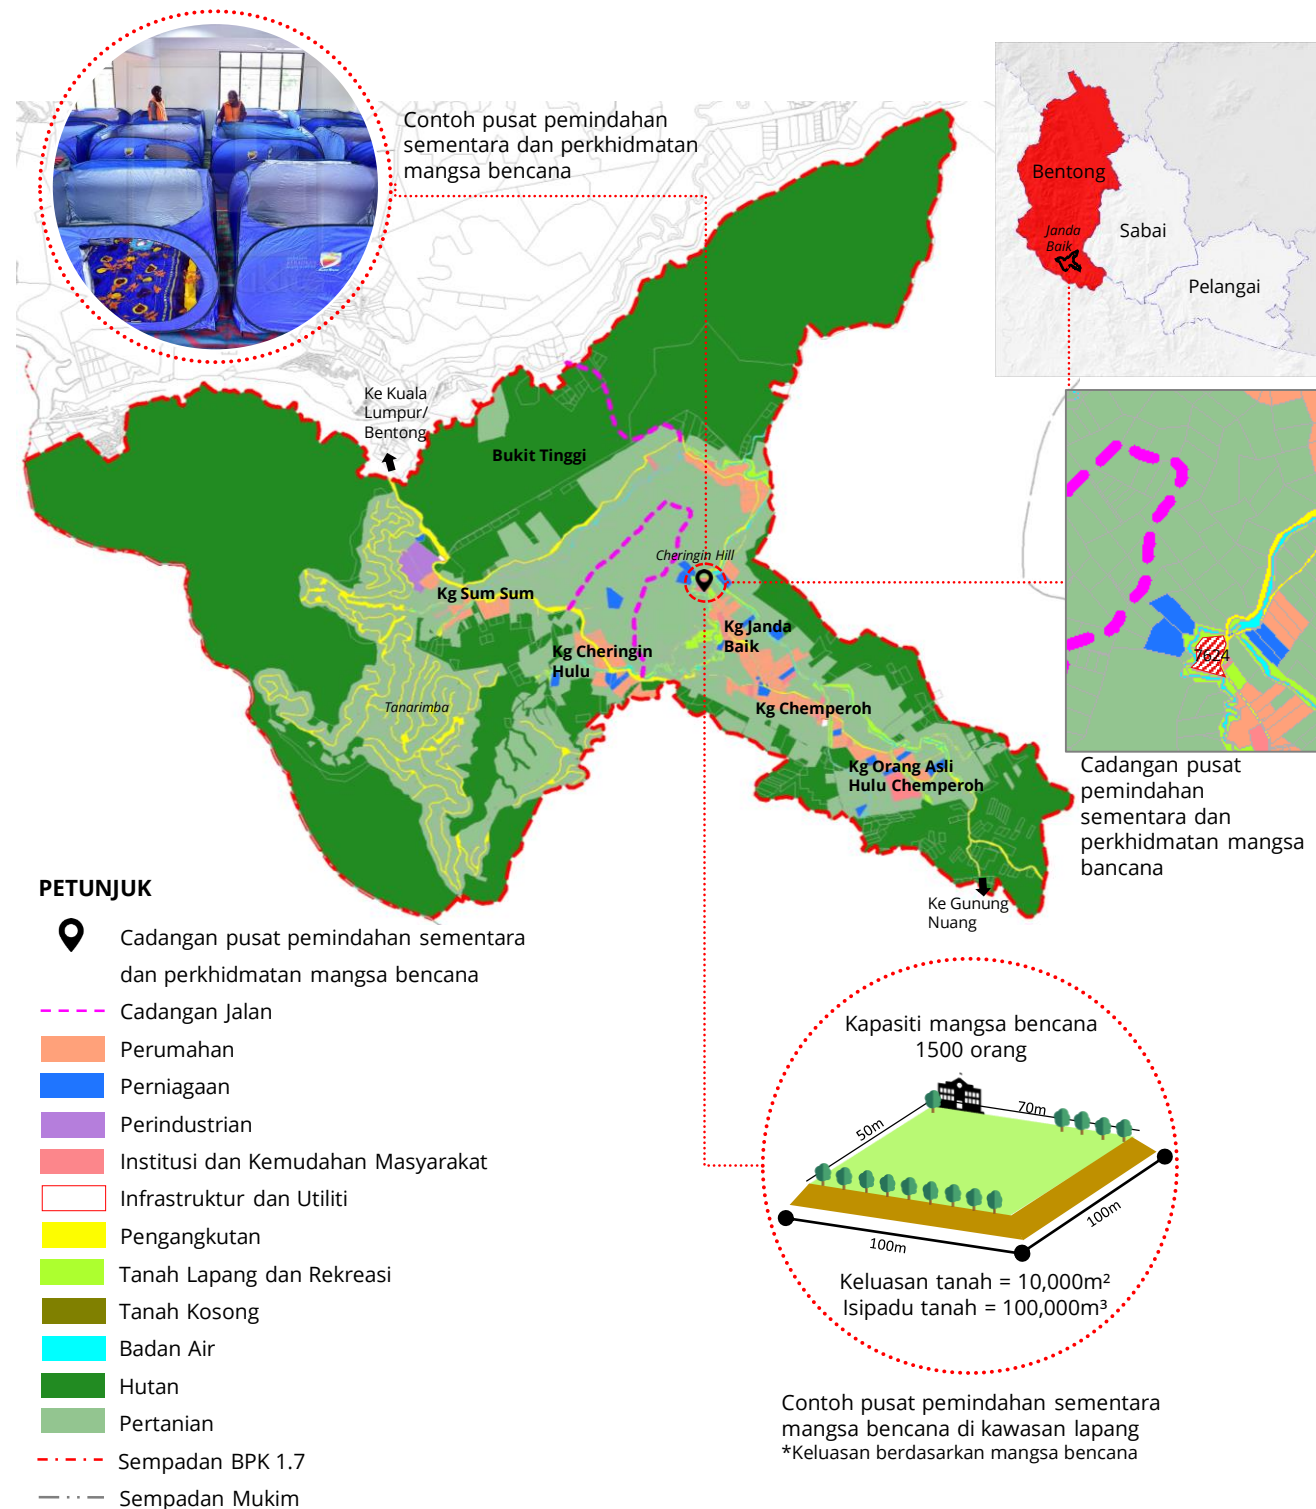 Contoh pusat pemindahan
sementara dan perkhidmatan
mangsa bencana
Bentong
Janda
Baik
Sabai
Pelangai
Ke Kuala
Lumpur/
Bentong
Bukit Tinggi
Cheringin Hill
Kg Sum Sum
Kg Janda
Baik
Kg Cheringin
Hulu
Tanarimba
Kg Chemperoh
Kg Orang Asli
Hulu Chemperoh
Ke Gunung
Nuang
7624
Cadangan pusat
pemindahan
sementara dan
perkhidmatan mangsa
bancana
PETUNJUK
Cadangan pusat pemindahan sementara
dan perkhidmatan mangsa bencana
Cadangan Jalan
Perumahan
Perniagaan
Perindustrian
Institusi dan Kemudahan Masyarakat
Infrastruktur dan Utiliti
Pengangkutan
Tanah Lapang dan Rekreasi
Tanah Kosong
Badan Air
Hutan
Pertanian
Sempadan BPK 1.7
Sempadan Mukim
Kapasiti mangsa bencana
1500 orang
70m
50m
100m
100m
Keluasan tanah = 10,000m²
Isipadu tanah = 100,000m³
Contoh pusat pemindahan sementara
mangsa bencana di kawasan lapang
*Keluasan berdasarkan mangsa bencana